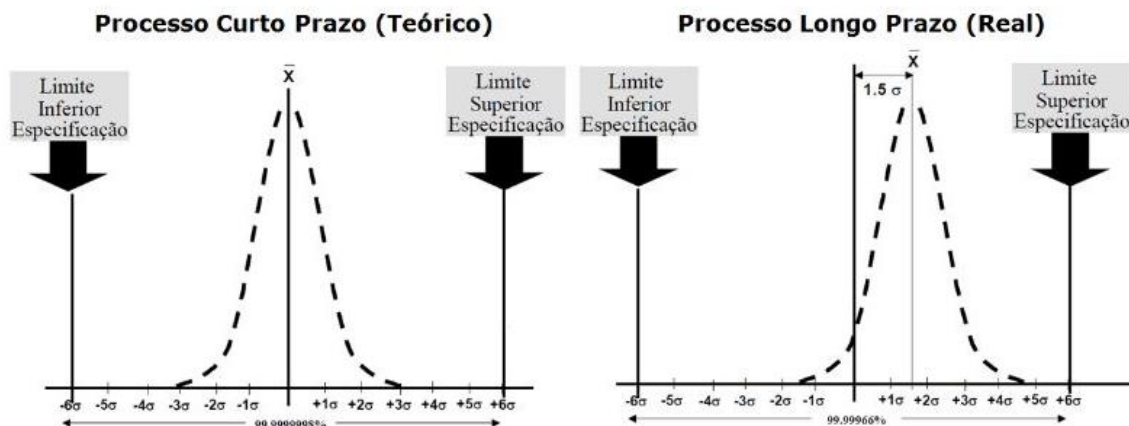 Processo Curto Prazo (Teórico)
X
Limite
Inferior
Especificação
Limite
Superior
Especificação
-6σ -5σ -4σ -3σ -2σ -1σ +1σ +2σ +3σ +4σ +5σ +6σ
99.9999998%
Processo Longo Prazo (Real)
X
1.5 σ
Limite
Inferior
Especificação
Limite
Superior
Especificação
-6σ -5σ -4σ -3σ -2σ -1σ +1σ +2σ +3σ +4σ +5σ +6σ
99.99966%